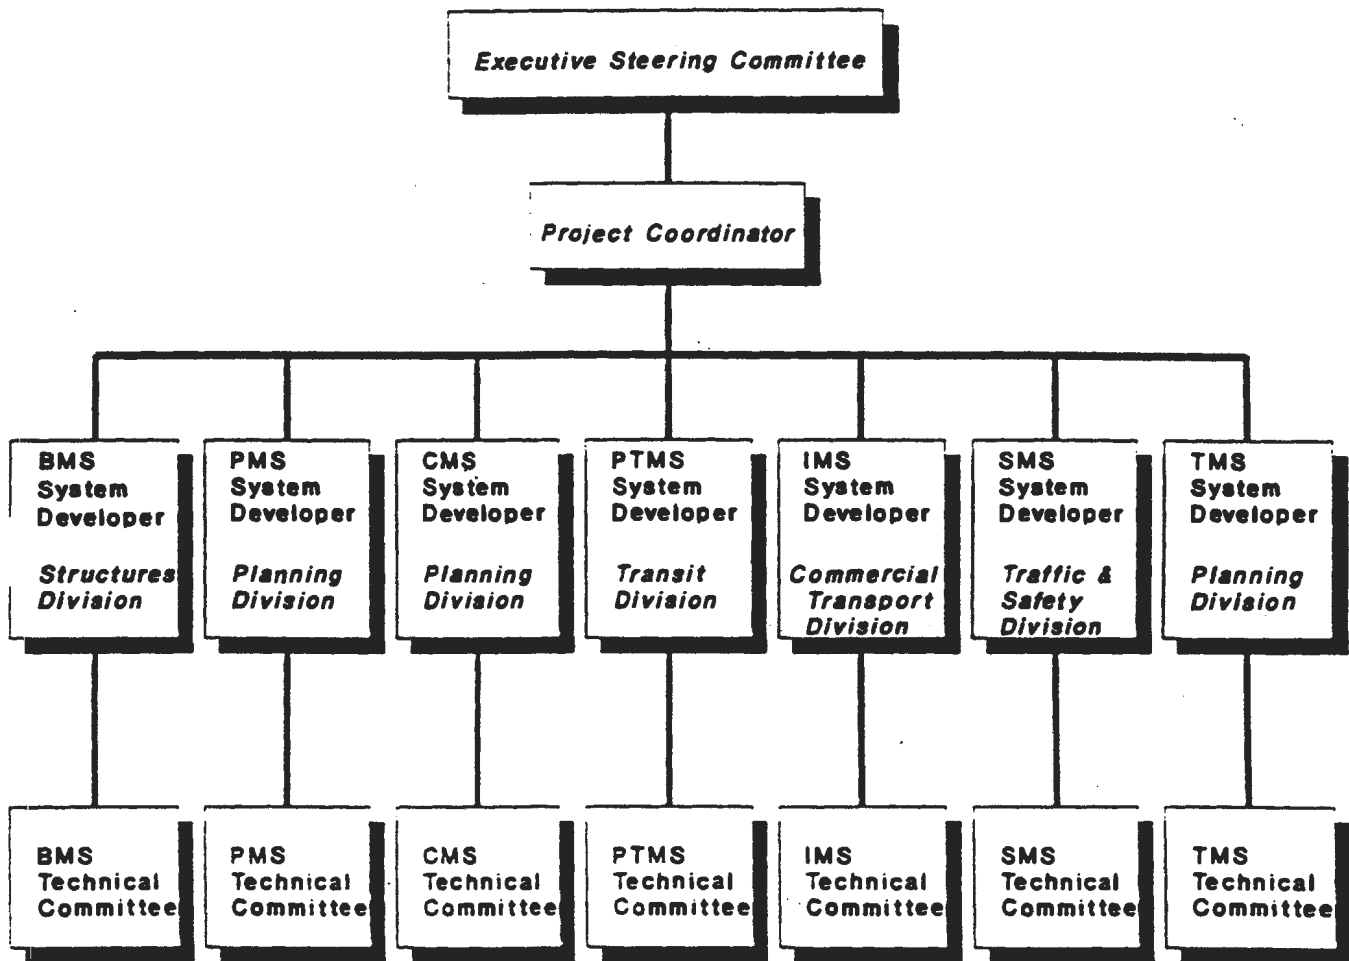 Executive Steering Committee
Project Coordinator
BMS
System
Developer
Structures
Division
PMS
System
Developer
Planning
Division
CMS
System
Developer
Planning
Division
PTMS
System
Developer
Transit
Division
IMS
System
Developer
Commercial
Transport
Division
SMS
System
Developer
Traffic &
Safety
Division
TMS
System
Developer
Planning
Division
BMS
Technical
Committee
PMS
Technical
Committee
CMS
Technical
Committee
PTMS
Technical
Committee
IMS
Technical
Committee
SMS
Technical
Committee
TMS
Technical
Committee